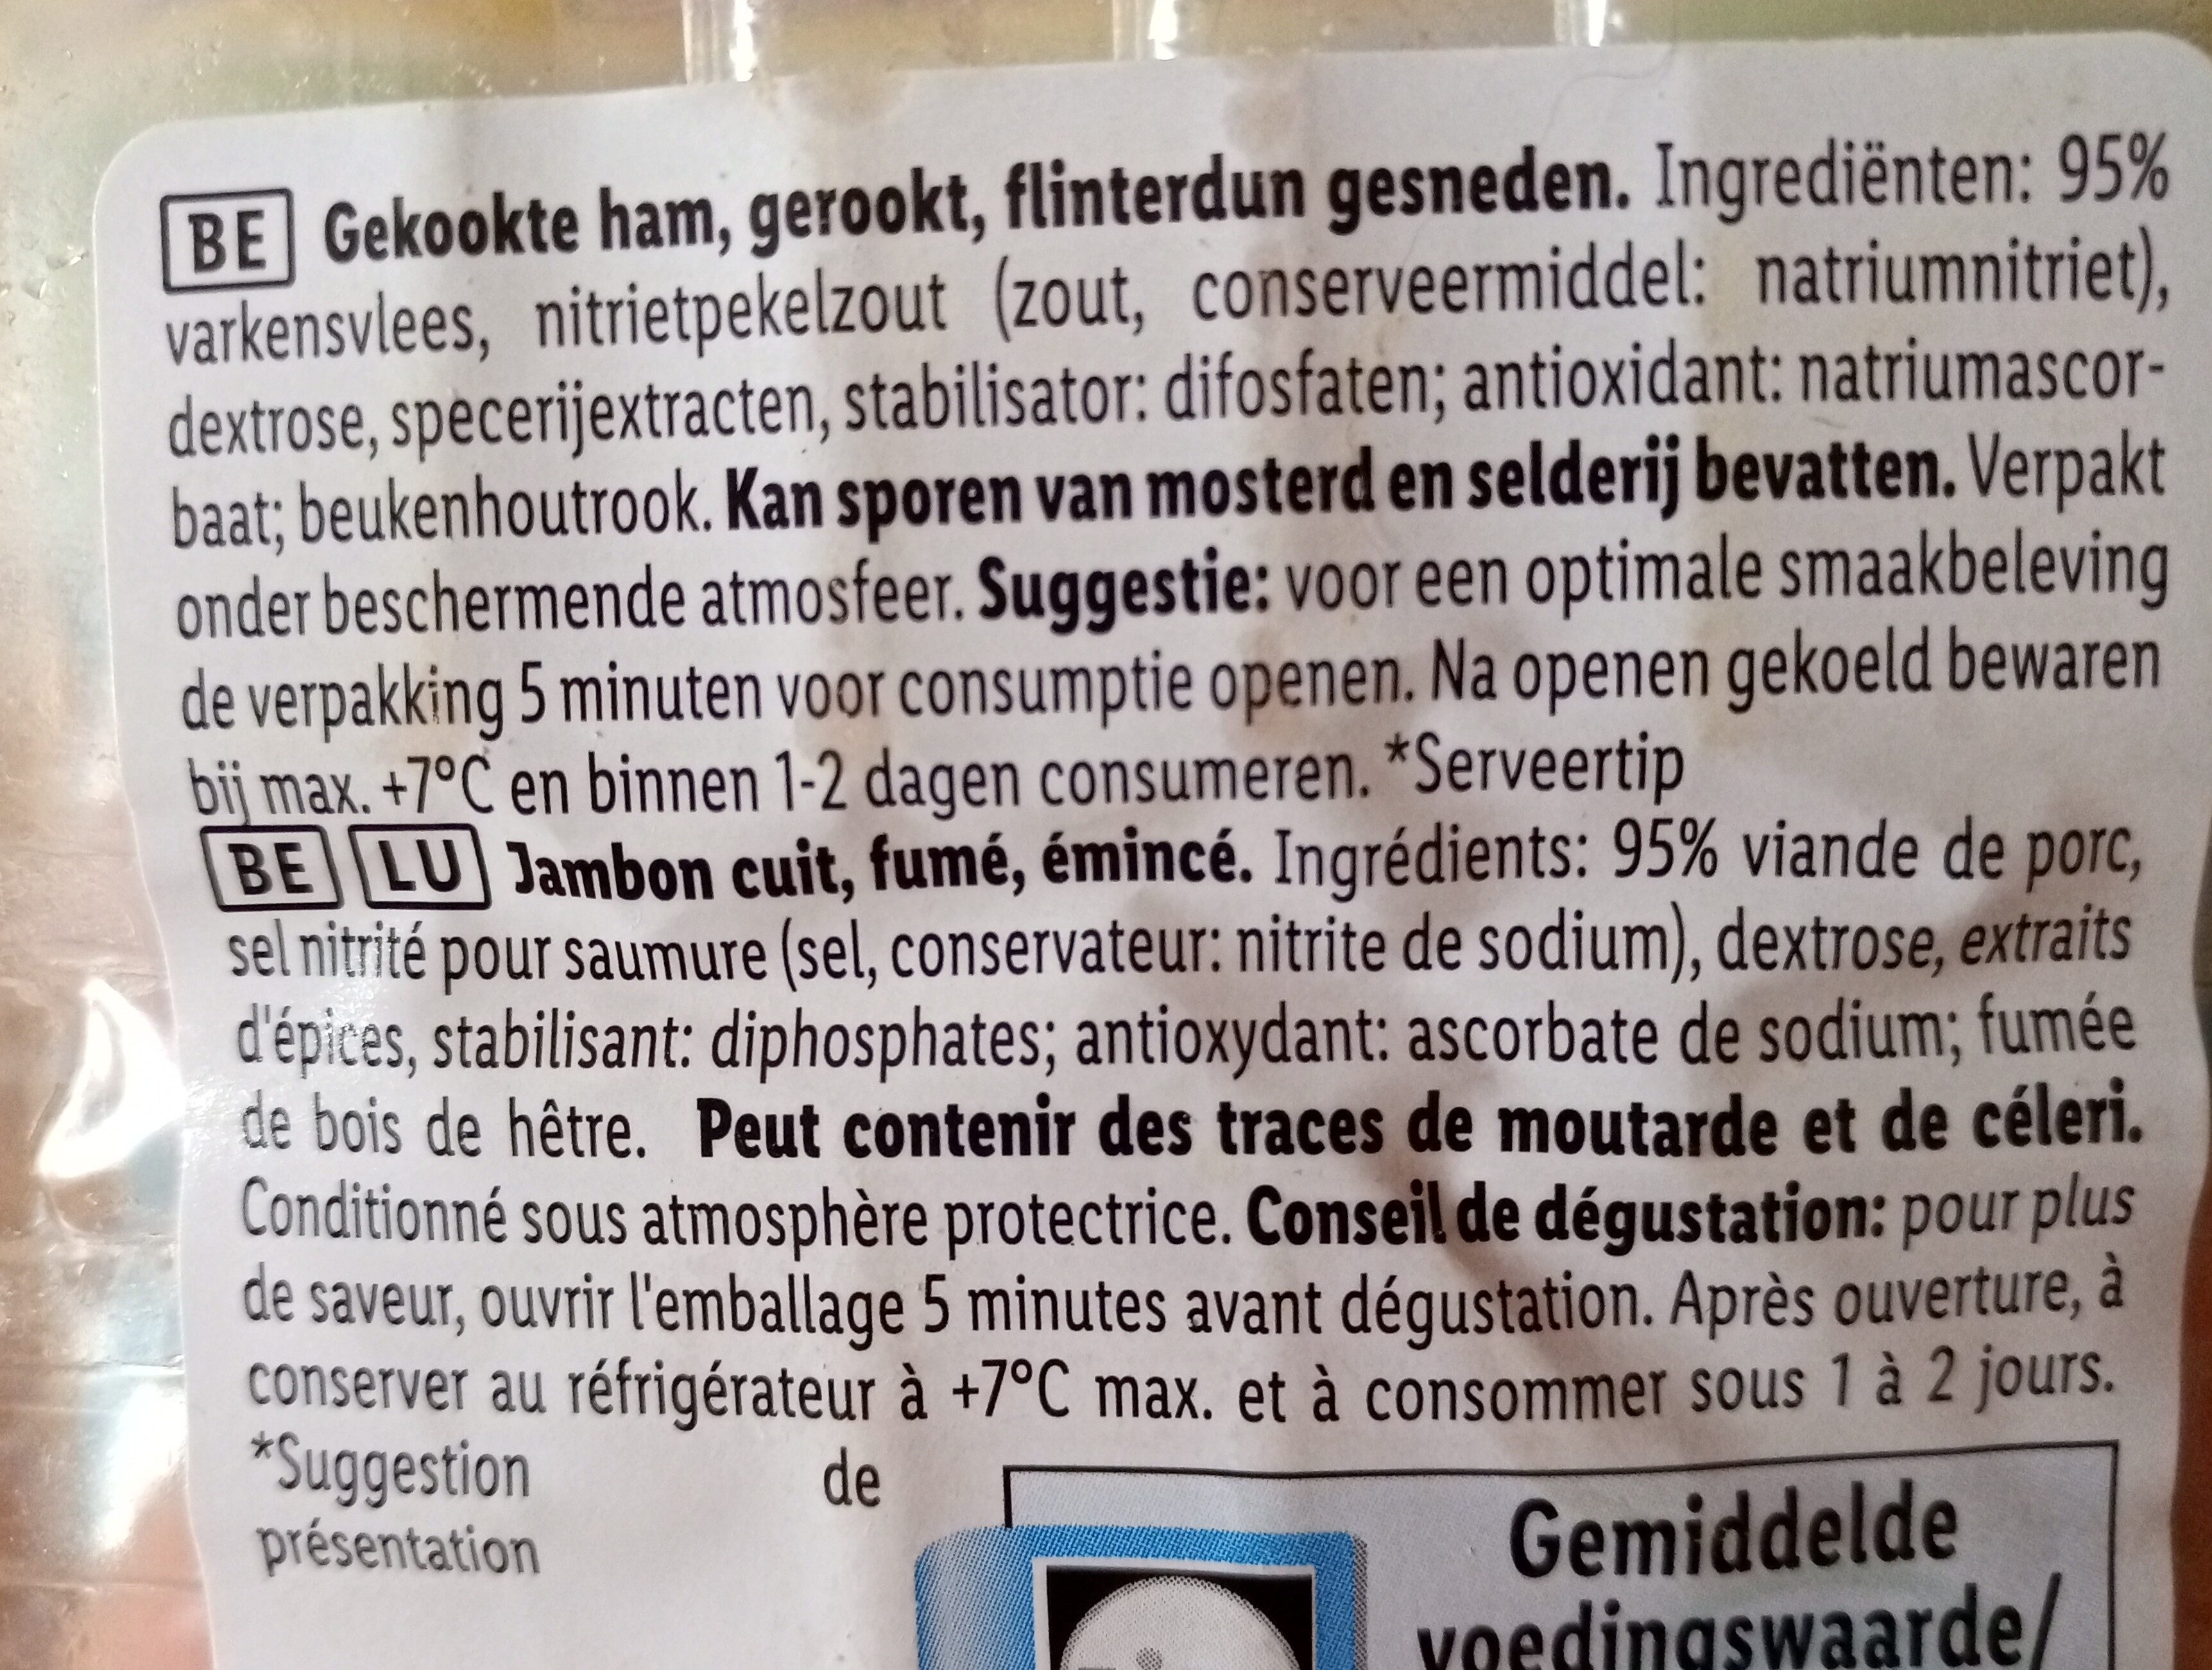 BE Gekookte ham, gerookt, flinterdun gesneden. Ingrediënten: 95%
varkensvlees, nitrietpekelzout (zout, conserveermiddel: natriumnitriet),
dextrose, specerijextracten, stabilisator: difosfaten; antioxidant: natriumascor-
baat; beukenhoutrook. Kan sporen van mosterd en selderij bevatten. Verpakt
onder beschermende atmosfeer. Suggestie: voor een optimale smaakbeleving
de verpakking 5 minuten voor consumptie openen. Na openen gekoeld bewaren
bij max. +7°C en binnen 1-2 dagen consumeren. *Serveertip
BE LU Jambon cuit, fumé, émincé. Ingrédients: 95% viande de porc,
sel nitrité pour saumure (sel, conservateur: nitrite de sodium), dextrose, extraits
d'épices, stabilisant: diphosphates; antioxydant: ascorbate de sodium; fumée
de bois de hêtre. Peut contenir des traces de moutarde et de céleri.
Conditionné sous atmosphère protectrice. Conseil de dégustation: pour plus
de saveur, ouvrir l'emballage 5 minutes avant dégustation. Après ouverture, à
conserver au réfrigérateur à +7°C max. et à consommer sous 1 à 2 jours.
*Suggestion de
présentation
Gemiddelde
voedingswaarde/